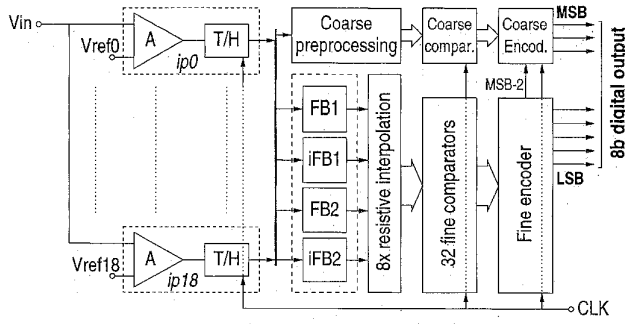 Vin
Vref0
A
T/H
ip0
Coarse
preprocessing
Coarse
compar.
Coarse
Encod.
MSB
MSB-2
FB1
iFB1
FB2
iFB2
8x resistive interpolation
32 fine comparators
Fine encoder
LSB
8b digital output
Vref18
A
T/H
ip18
CLK